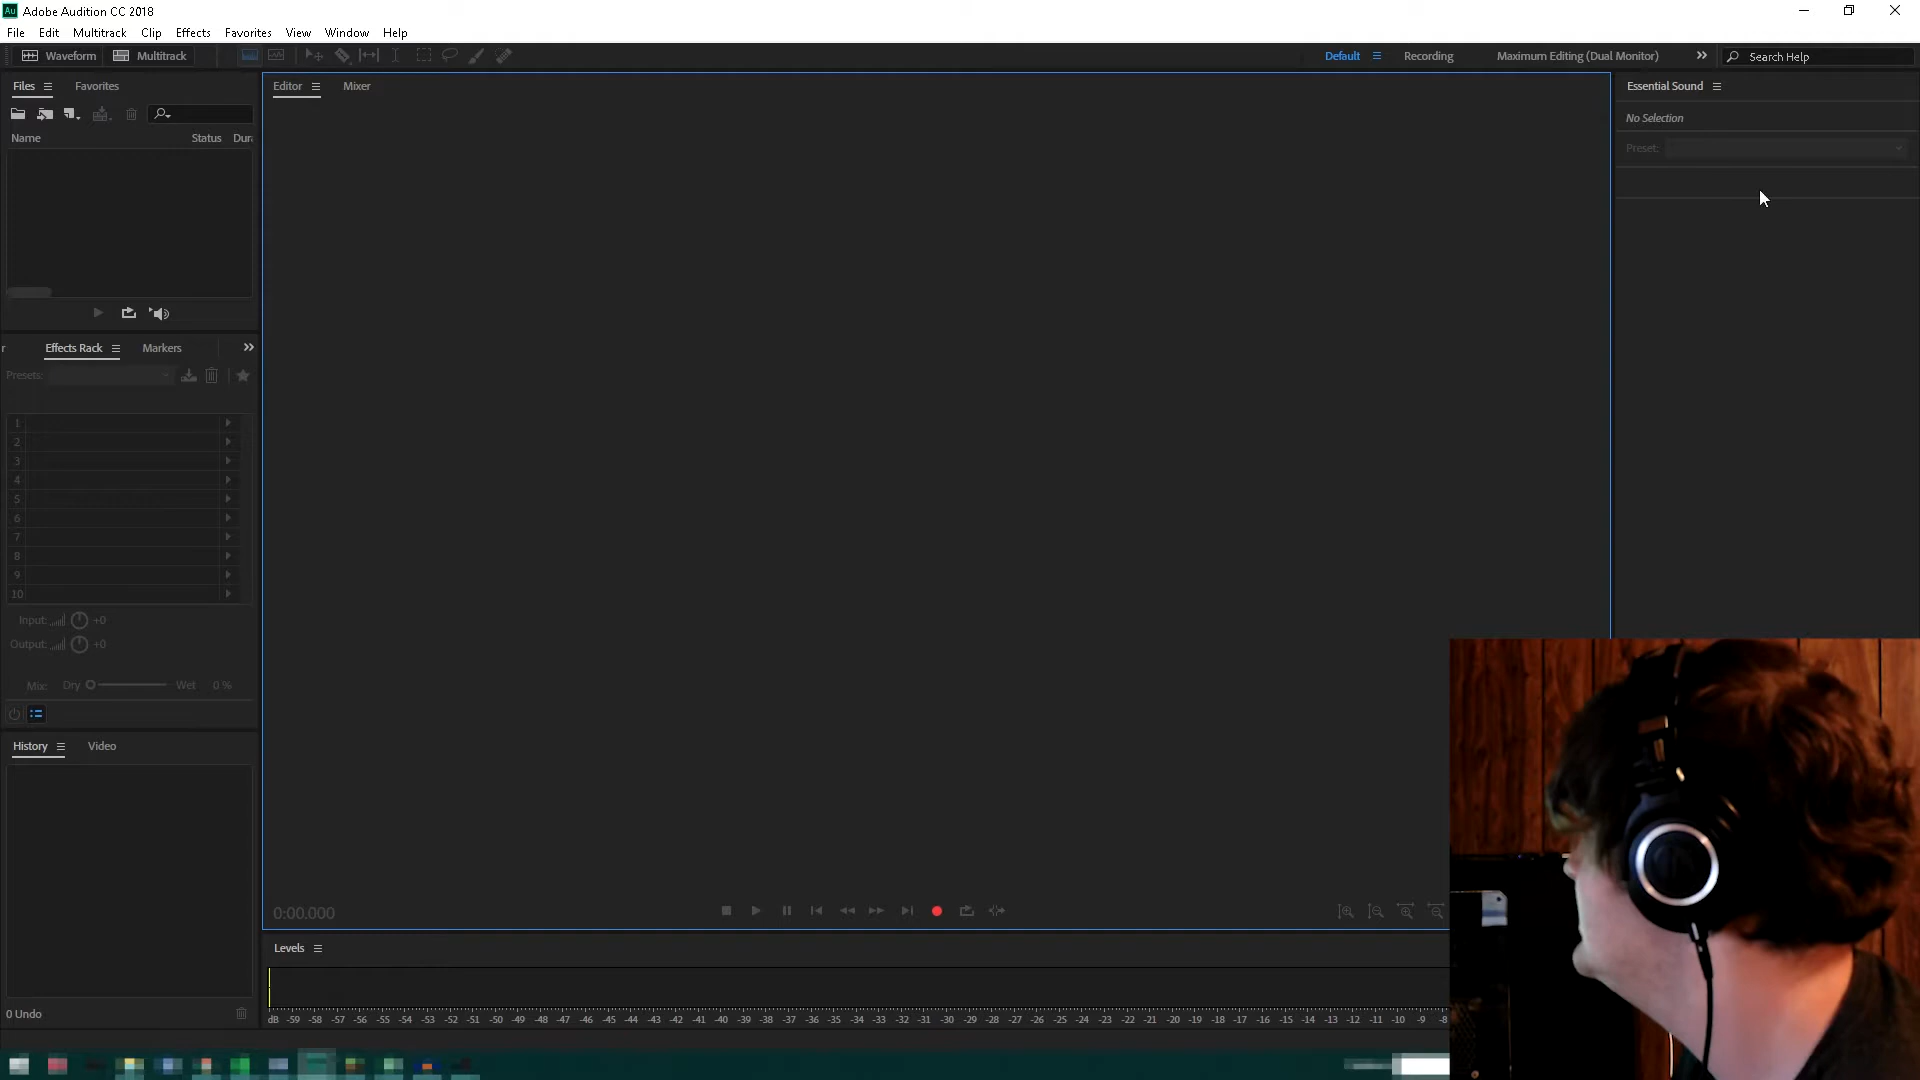 Au Adobe Audition CC 2018
File Edit Multitrack Clip Effects Favorites View Window Help
Waveform Multitrack Default Recording Maximum Editing (Dual Monitor) Search Help
Files Favorites Editor Mixer Essential Sound
No Selection
Name Status Dura
Preset:
Effects Rack Markers
Presets:
1
2
3
4
5
6
7
8
9
10
Input: +0
Output: +0
Mix: Dry Wet 0 %
History Video
0:00.000
Levels
0 Undo
dB -59 -58 -57 -56 -55 -54 -53 -52 -51 -50 -49 -48 -47 -46 -45 -44 -43 -42 -41 -40 -39 -38 -37 -36 -35 -34 -33 -32 -31 -30 -29 -28 -27 -26 -25 -24 -23 -22 -21 -20 -19 -18 -17 -16 -15 -14 -13 -12 -11 -10 -9 -8